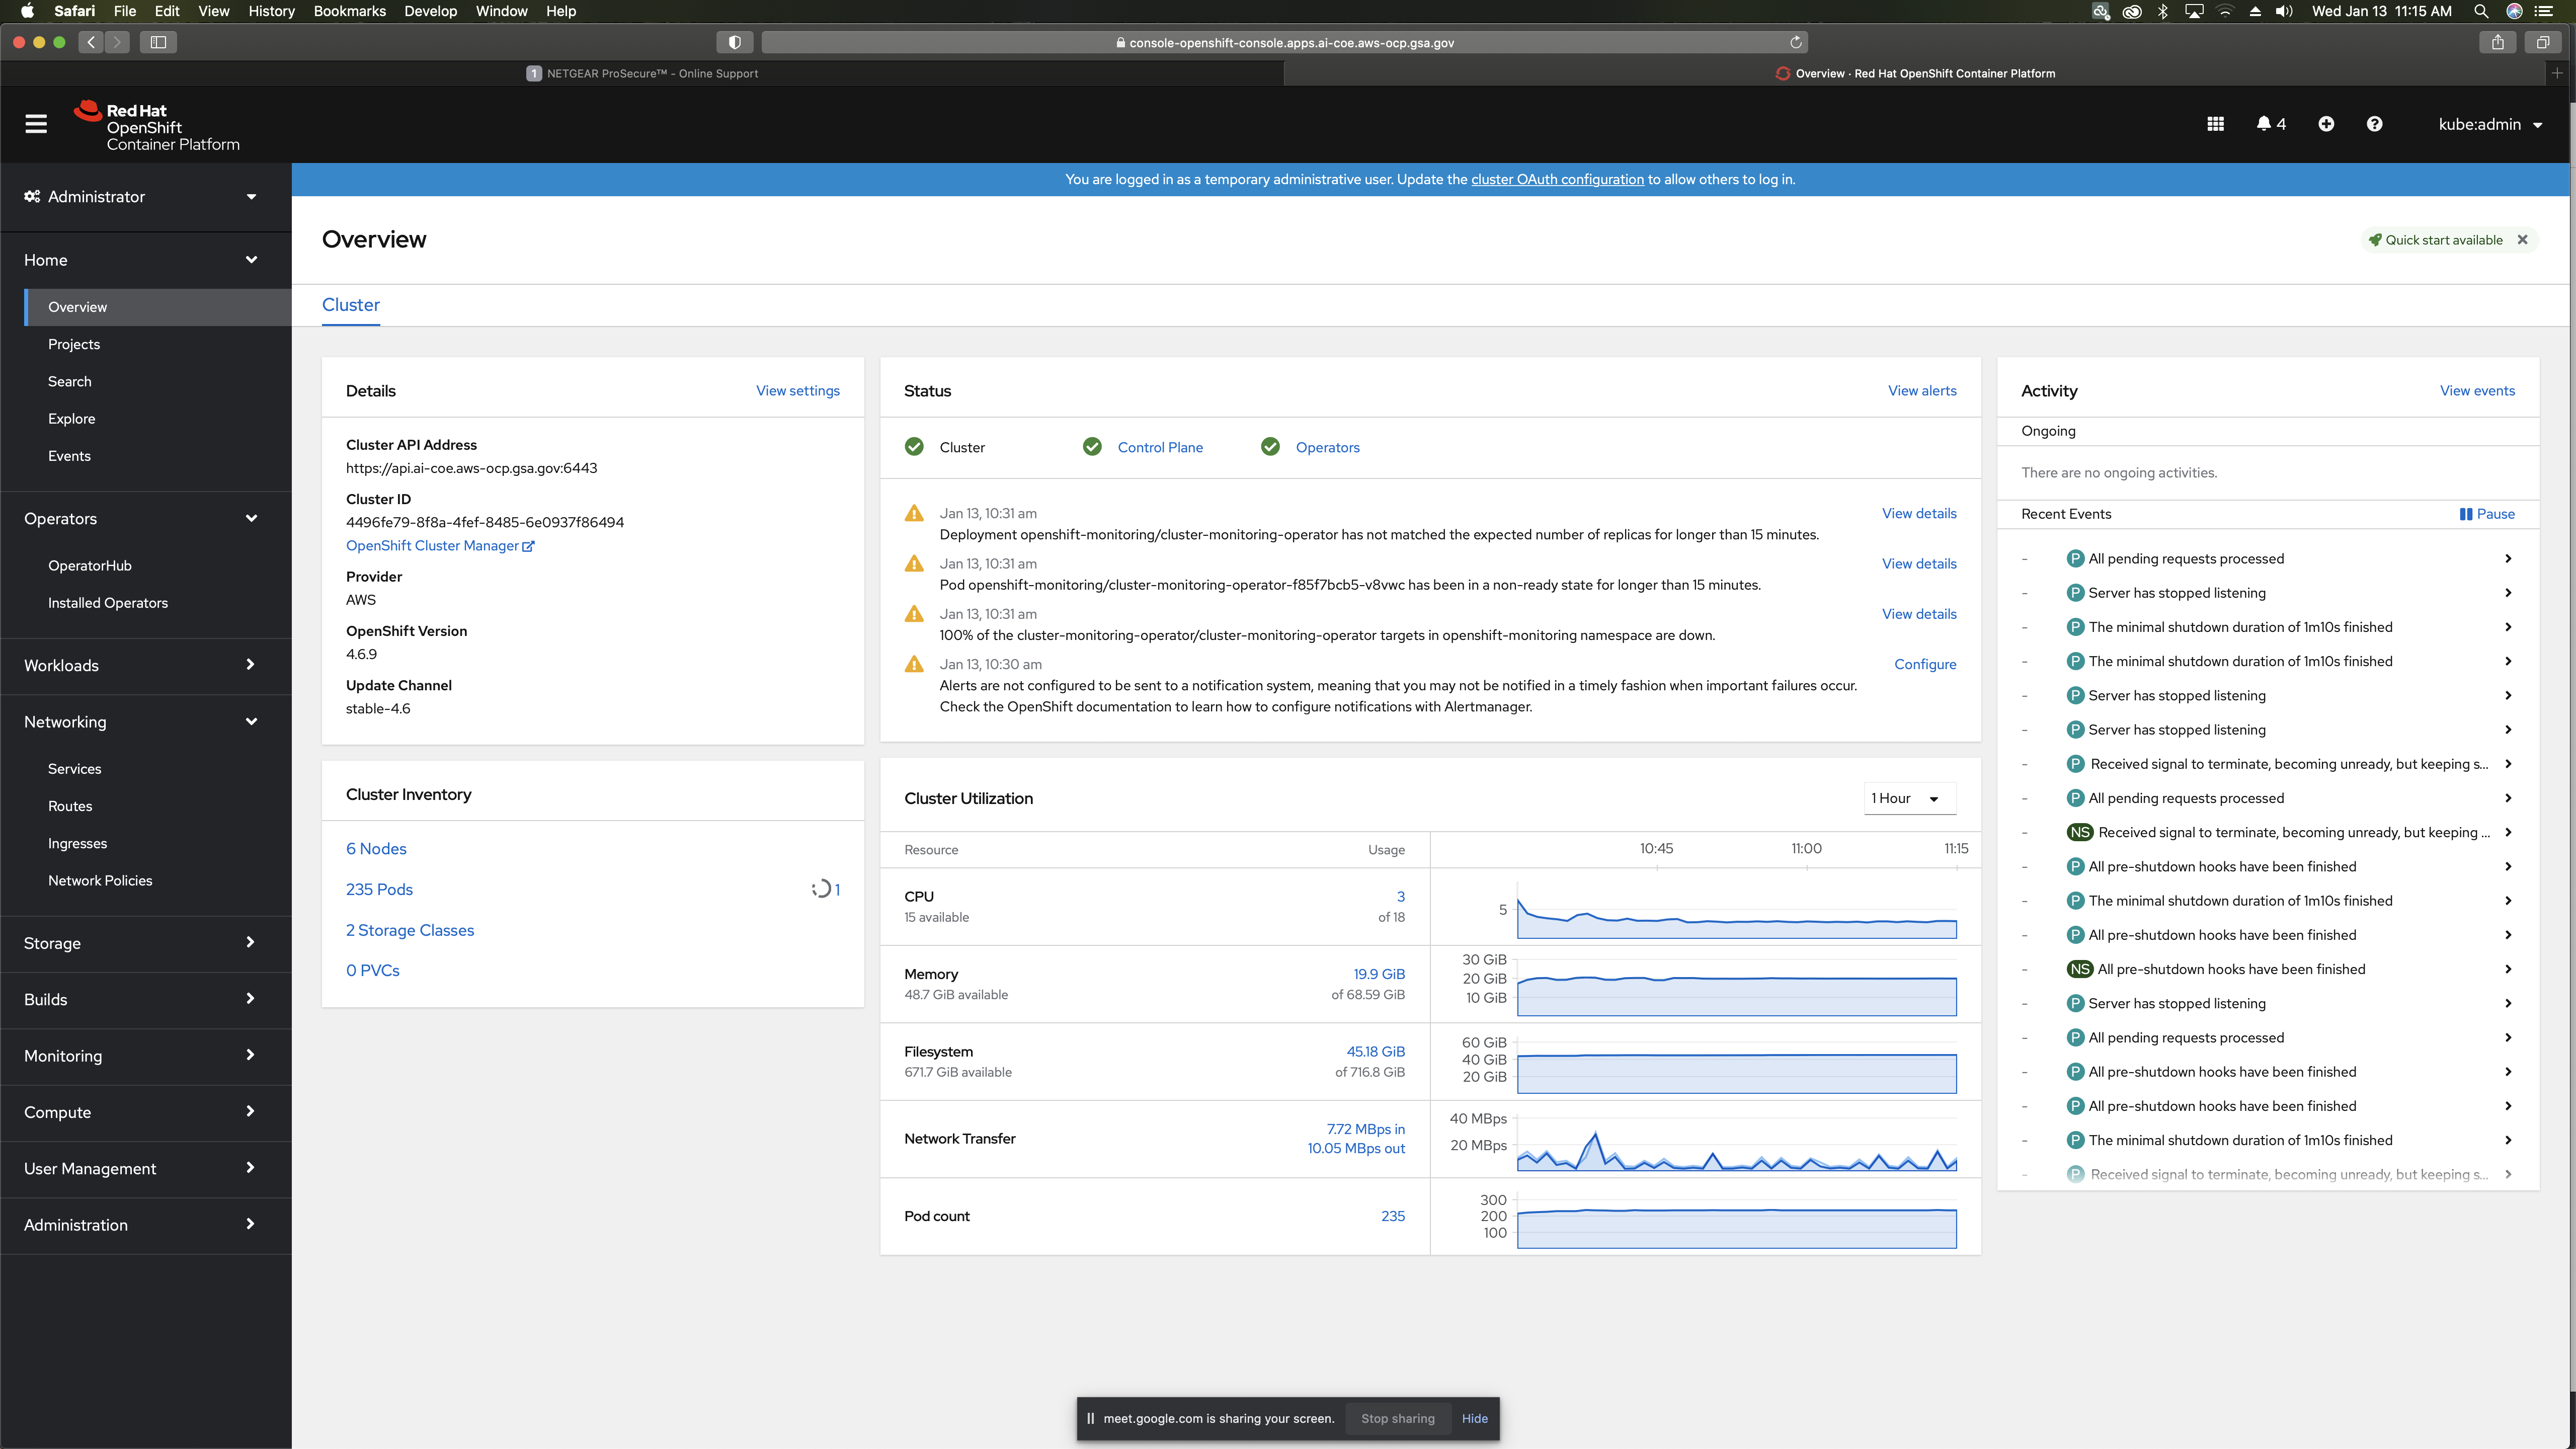 Safari File Edit View History Bookmarks Develop Window Help Wed Jan 13 11:15 AM
console-openshift-console.apps.ai-coe.aws-ocp.gsa.gov
1 NETGEAR ProSecure™ - Online Support
Overview · Red Hat OpenShift Container Platform
Red Hat
OpenShift
Container Platform
4
kube:admin
Administrator
Home
Overview
Projects
Search
Explore
Events
Operators
OperatorHub
Installed Operators
Workloads
Networking
Services
Routes
Ingresses
Network Policies
Storage
Builds
Monitoring
Compute
User Management
Administration
You are logged in as a temporary administrative user. Update the cluster OAuth configuration to allow others to log in.
Overview
Quick start available
Cluster
Details View settings
Cluster API Address
https://api.ai-coe.aws-ocp.gsa.gov:6443
Cluster ID
4496fe79-8f8a-4fef-8485-6e0937f86494
OpenShift Cluster Manager
Provider
AWS
OpenShift Version
4.6.9
Update Channel
stable-4.6
Cluster Inventory
6 Nodes
235 Pods 1
2 Storage Classes
0 PVCs
Status View alerts
Cluster Control Plane Operators
Jan 13, 10:31 am View details
Deployment openshift-monitoring/cluster-monitoring-operator has not matched the expected number of replicas for longer than 15 minutes.
Jan 13, 10:31 am View details
Pod openshift-monitoring/cluster-monitoring-operator-f85f7bcb5-v8vwc has been in a non-ready state for longer than 15 minutes.
Jan 13, 10:31 am View details
100% of the cluster-monitoring-operator/cluster-monitoring-operator targets in openshift-monitoring namespace are down.
Jan 13, 10:30 am Configure
Alerts are not configured to be sent to a notification system, meaning that you may not be notified in a timely fashion when important failures occur.
Check the OpenShift documentation to learn how to configure notifications with Alertmanager.
Cluster Utilization 1 Hour
Resource Usage 10:45 11:00 11:15
CPU 3
15 available of 18
5
Memory 19.9 GiB
48.7 GiB available of 68.59 GiB
30 GiB
20 GiB
10 GiB
Filesystem 45.18 GiB
671.7 GiB available of 716.8 GiB
60 GiB
40 GiB
20 GiB
Network Transfer 7.72 MBps in
10.05 MBps out
40 MBps
20 MBps
Pod count 235
300
200
100
Activity View events
Ongoing
There are no ongoing activities.
Recent Events Pause
- P All pending requests processed
- P Server has stopped listening
- P The minimal shutdown duration of 1m10s finished
- P The minimal shutdown duration of 1m10s finished
- P Server has stopped listening
- P Server has stopped listening
- P Received signal to terminate, becoming unready, but keeping s...
- P All pending requests processed
- NS Received signal to terminate, becoming unready, but keeping ...
- P All pre-shutdown hooks have been finished
- P The minimal shutdown duration of 1m10s finished
- P All pre-shutdown hooks have been finished
- NS All pre-shutdown hooks have been finished
- P Server has stopped listening
- P All pending requests processed
- P All pre-shutdown hooks have been finished
- P All pre-shutdown hooks have been finished
- P The minimal shutdown duration of 1m10s finished
- P Received signal to terminate, becoming unready, but keeping s...
meet.google.com is sharing your screen. Stop sharing Hide